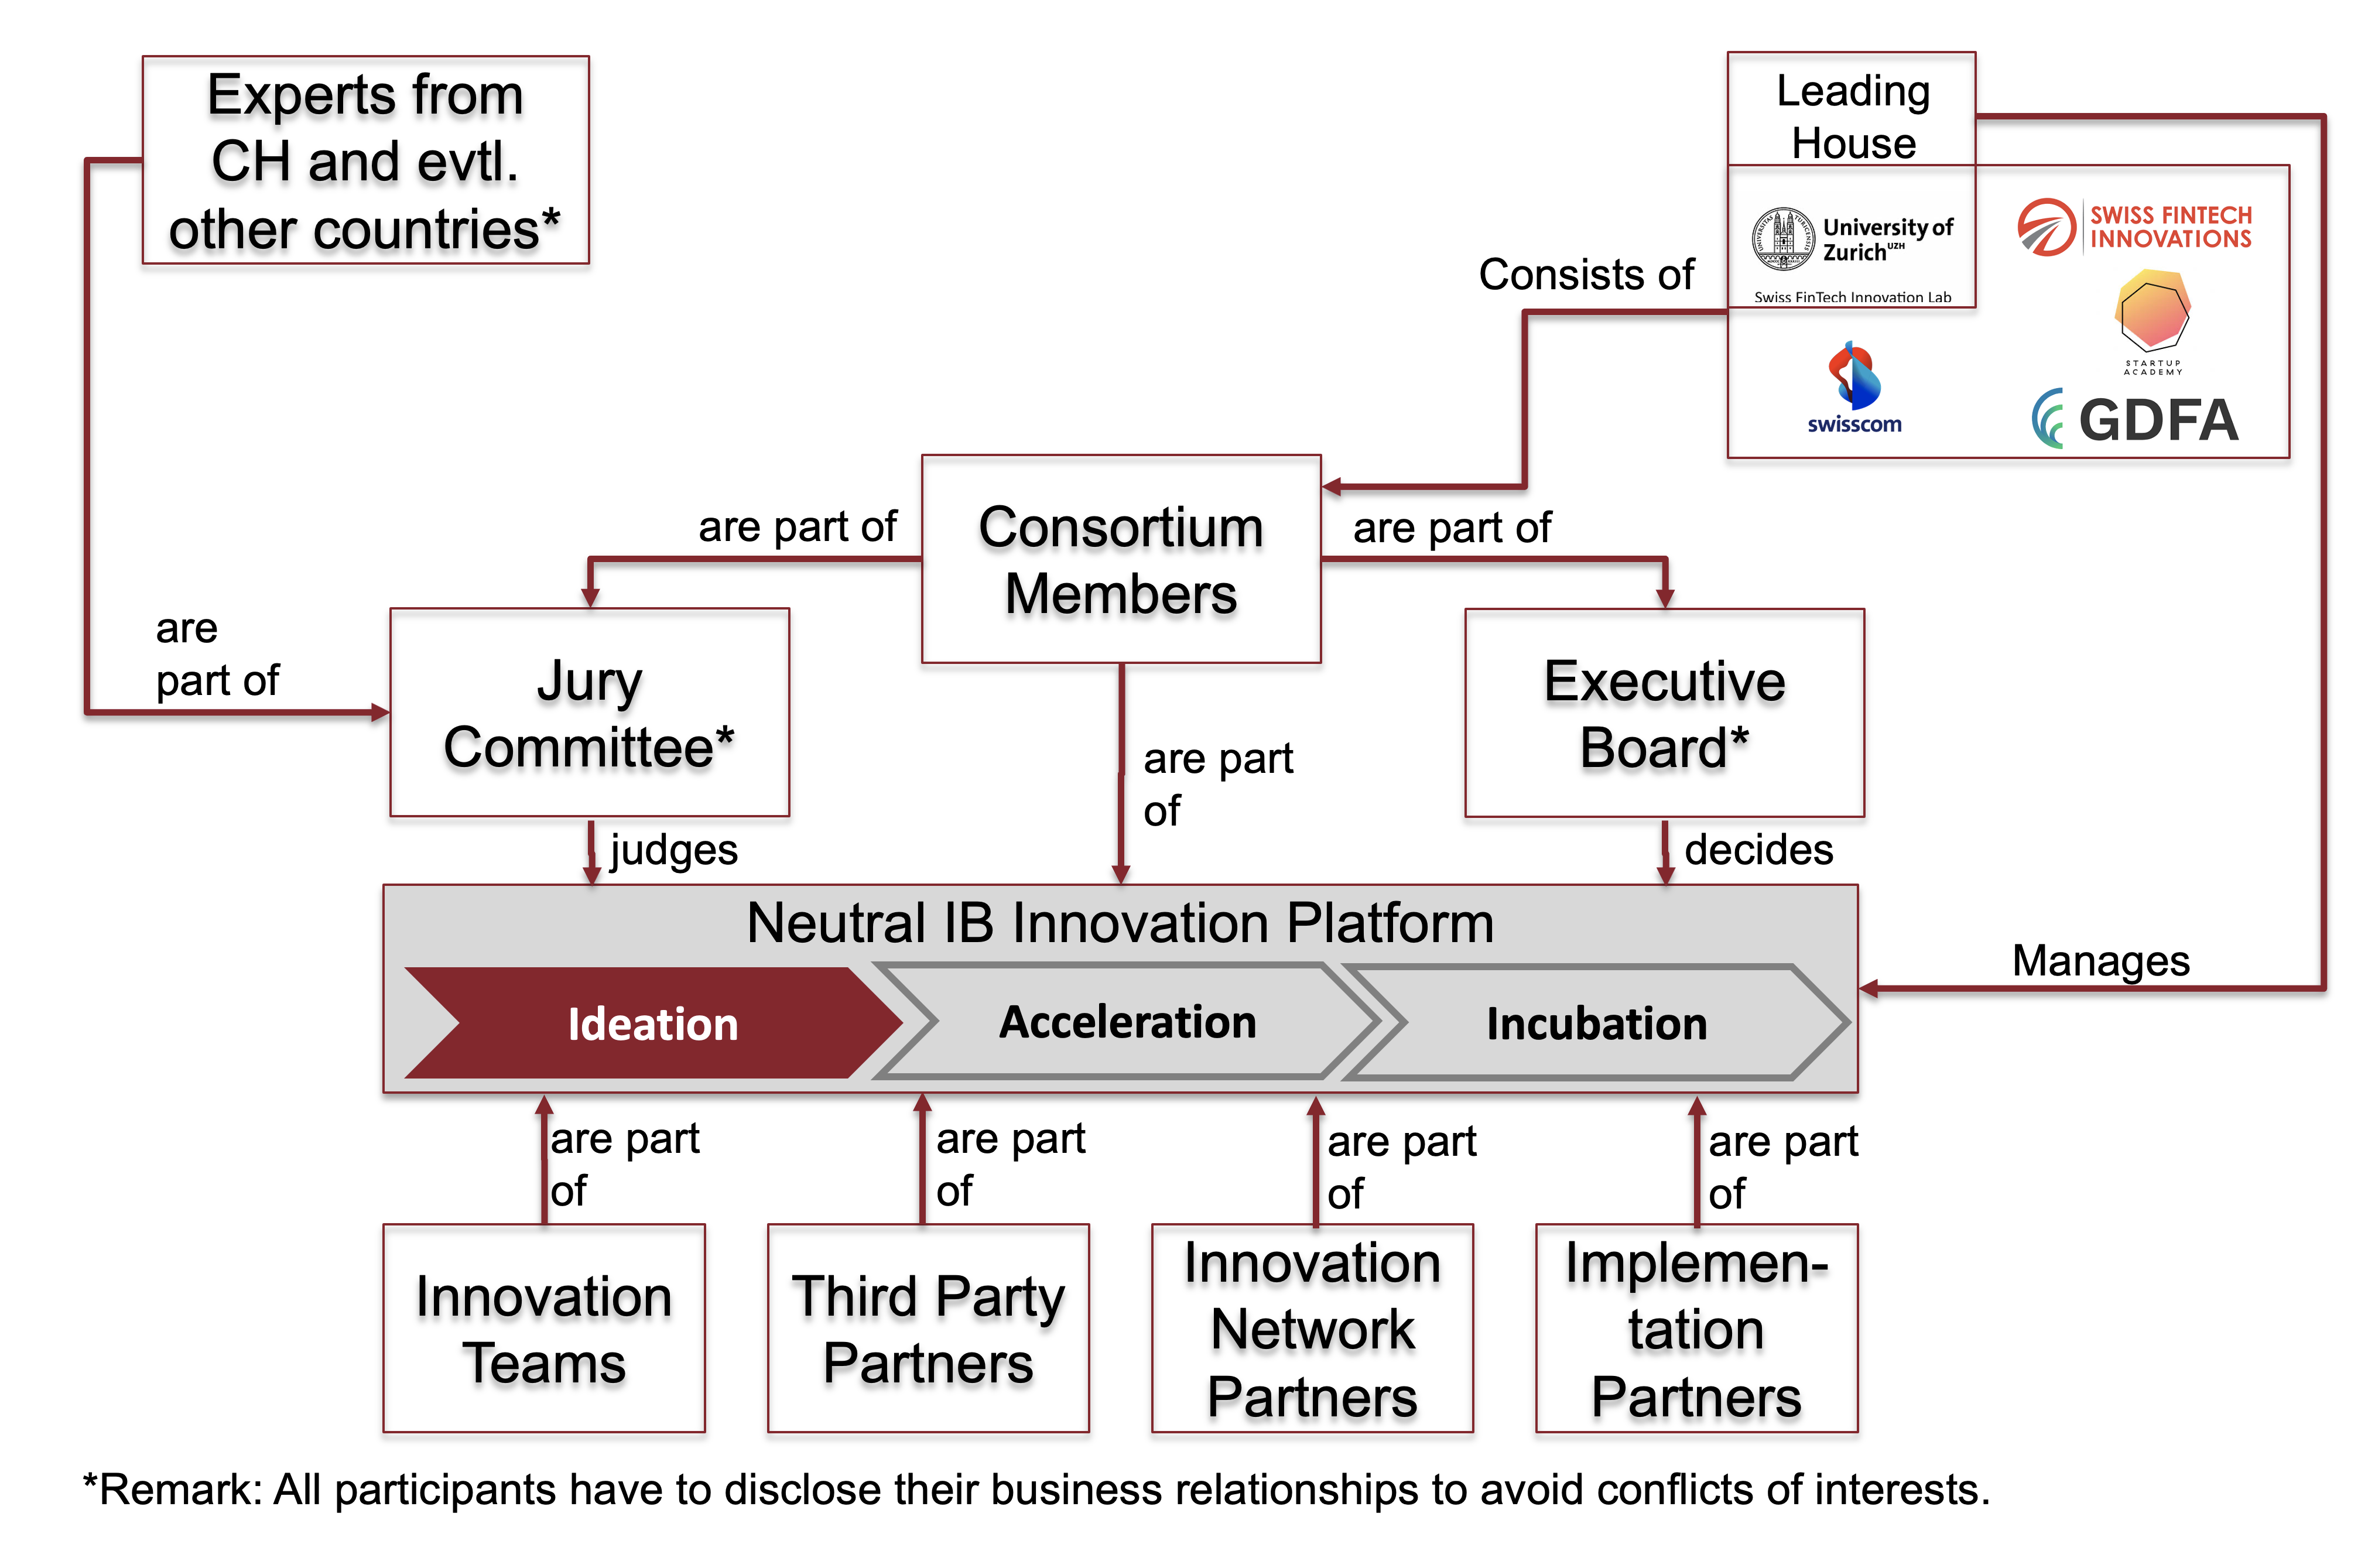 Experts from
CH and evtl.
other countries*
Leading
House
University of
Zurich UZH
Swiss FinTech Innovation Lab
SWISS FINTECH
INNOVATIONS
STARTUP
ACADEMY
swisscom
GDFA
Consists of
Consortium
Members
are part of
are part of
are
part of
Jury
Committee*
Executive
Board*
are part
of
judges
decides
Neutral IB Innovation Platform
Ideation
Acceleration
Incubation
Manages
are part
of
are part
of
are part
of
are part
of
Innovation
Teams
Third Party
Partners
Innovation
Network
Partners
Implemen-
tation
Partners
*Remark: All participants have to disclose their business relationships to avoid conflicts of interests.